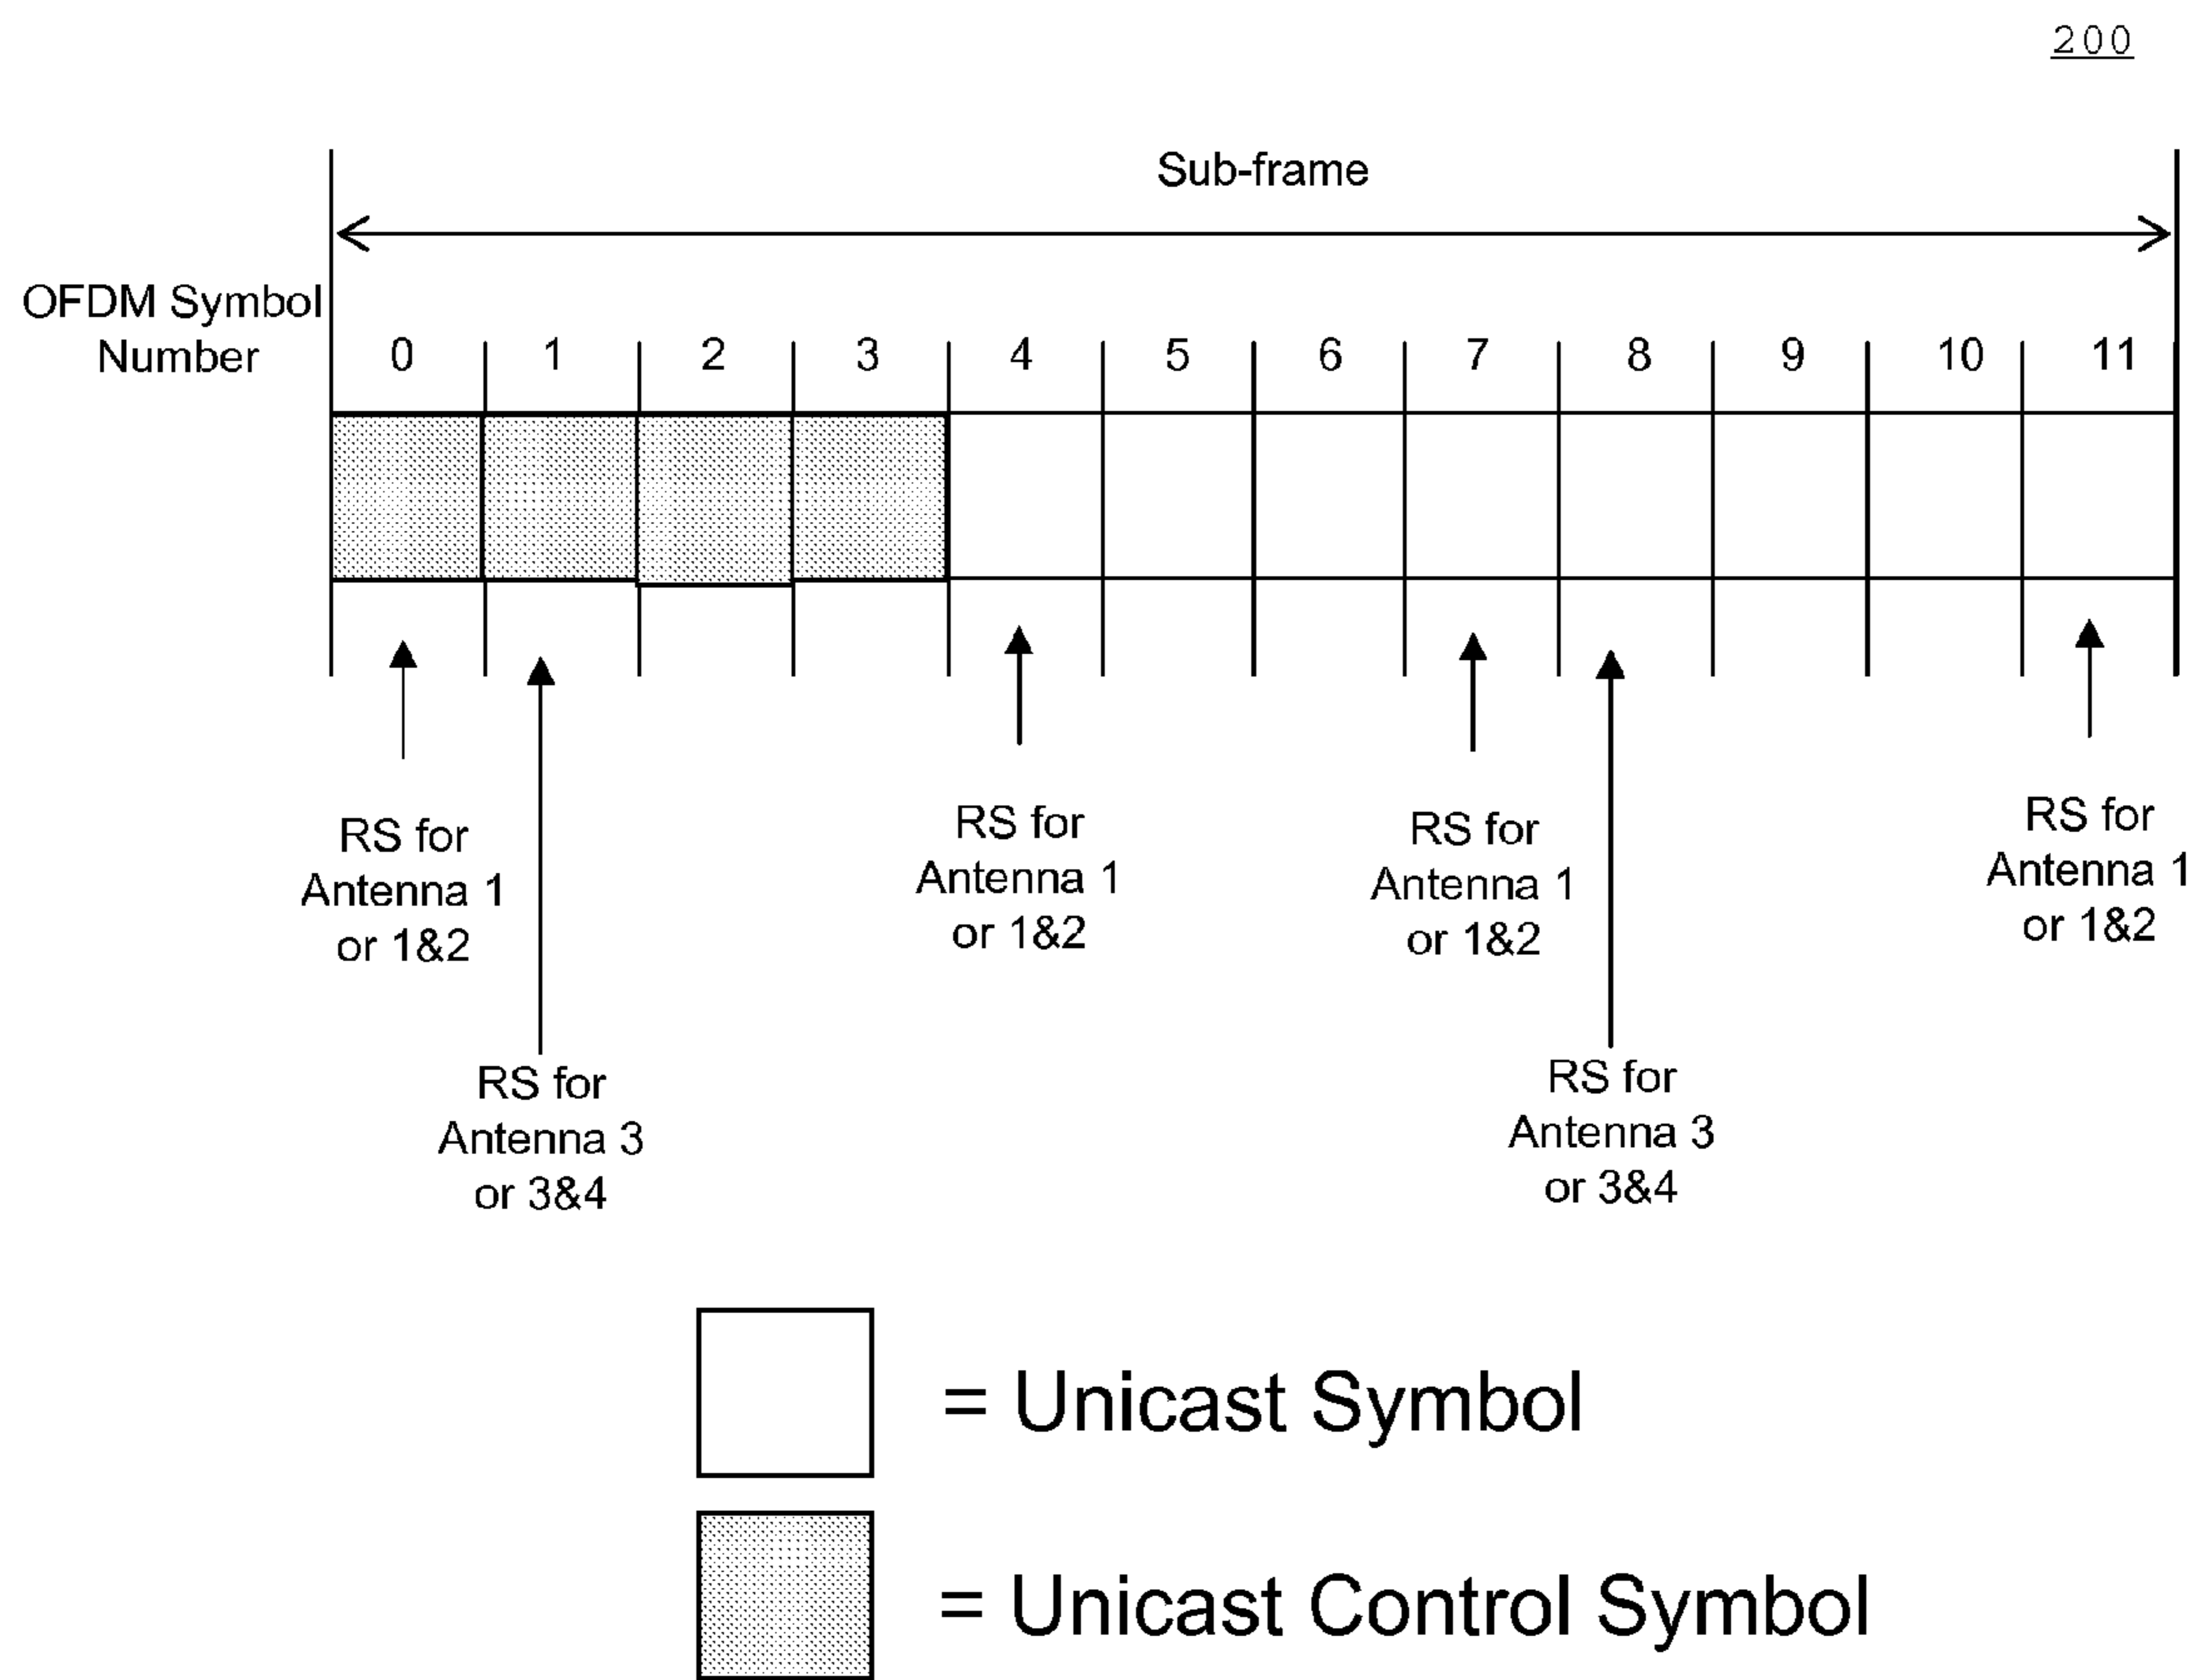 200
Sub-frame
OFDM Symbol
Number
0 1 2 3 4 5 6 7 8 9 10 11
RS for
Antenna 1
or 1&2
RS for
Antenna 3
or 3&4
RS for
Antenna 1
or 1&2
RS for
Antenna 1
or 1&2
RS for
Antenna 3
or 3&4
RS for
Antenna 1
or 1&2
= Unicast Symbol
= Unicast Control Symbol